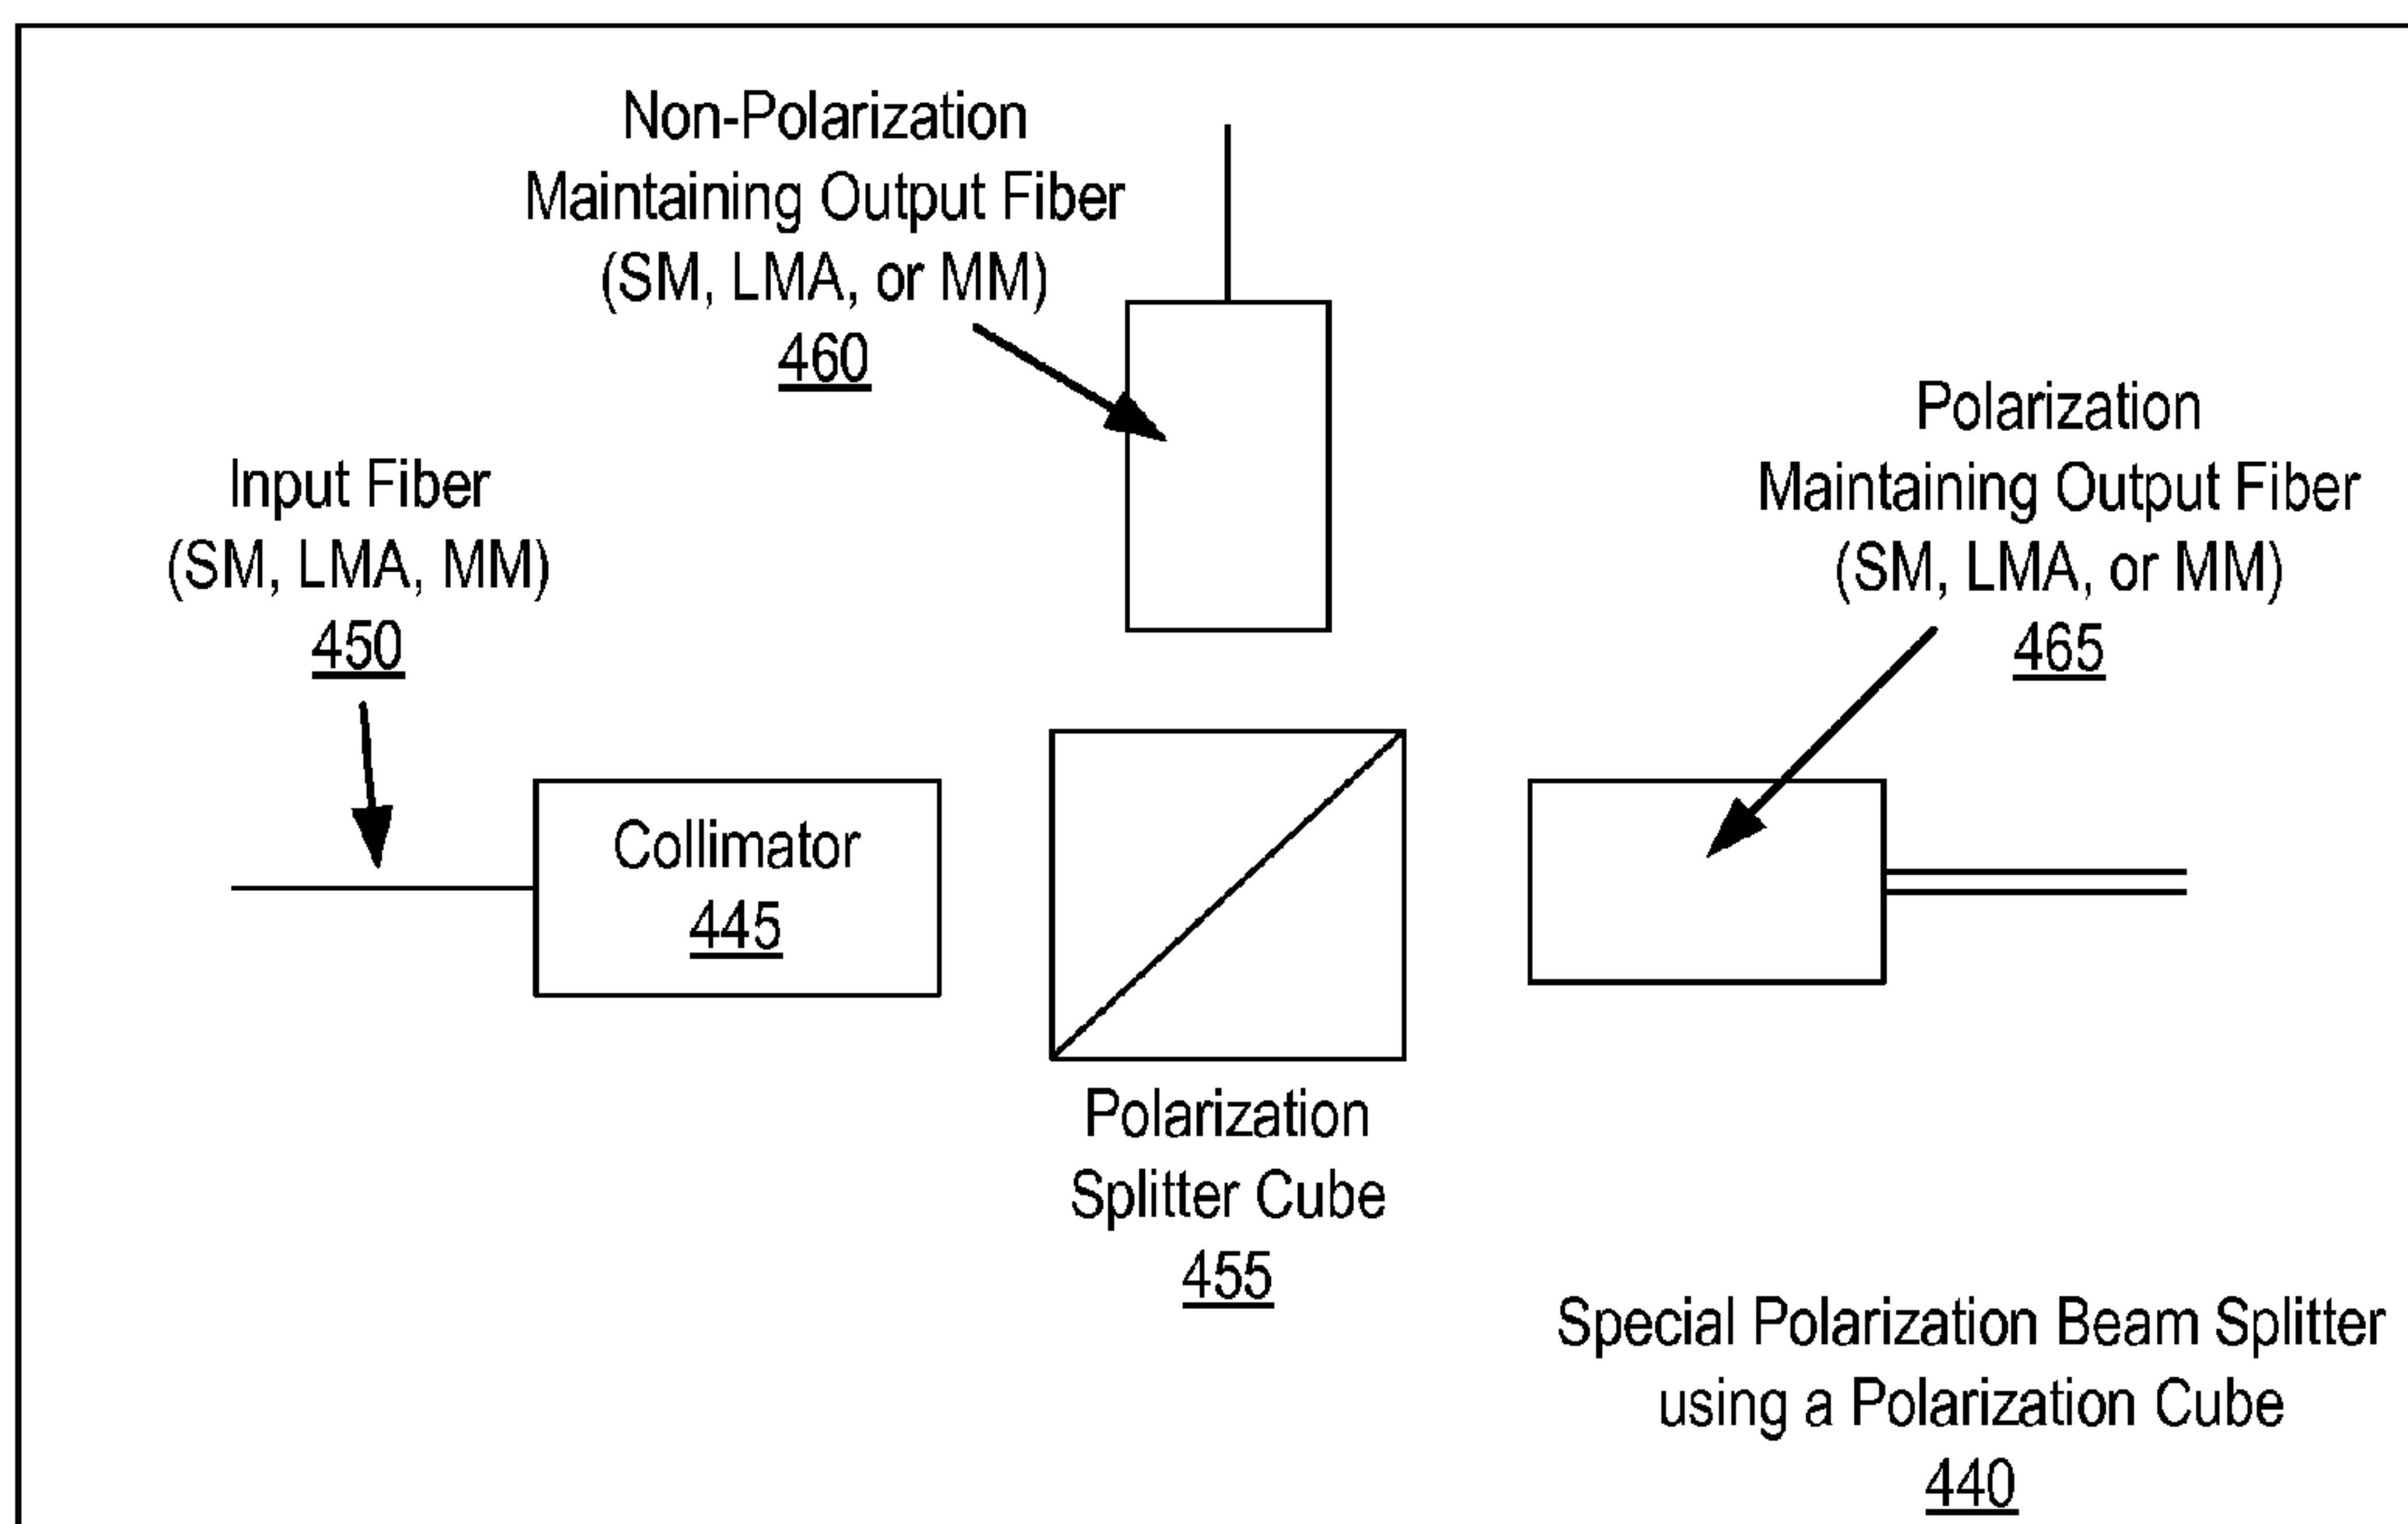 Non-Polarization
Maintaining Output Fiber
(SM, LMA, or MM)
460
Input Fiber
(SM, LMA, MM)
450
Polarization
Maintaining Output Fiber
(SM, LMA, or MM)
465
Collimator
445
Polarization
Splitter Cube
455
Special Polarization Beam Splitter
using a Polarization Cube
440